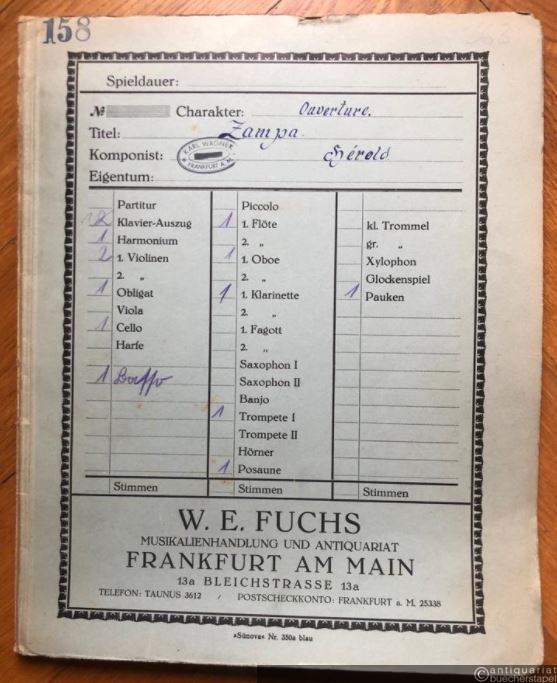 158
Spieldauer:
№ Charakter: Ouverture.
Titel: Zampa.
KARL WAGNER
FRANKFURT A. M.
Komponist: Hérold
Eigentum:
Partitur
2 Klavier-Auszug
1 Harmonium
2 1. Violinen
2. „
1 Obligat
Viola
1 Cello
Harfe
1
Stimmen
Piccolo
1 1. Flöte
2. „
1 1. Oboe
2. „
1 1. Klarinette
2. „
1. Fagott
2. „
Saxophon I
Saxophon II
Banjo
1 Trompete I
Trompete II
Hörner
1 Posaune
Stimmen
kl. Trommel
gr. „
Xylophon
Glockenspiel
1 Pauken
Stimmen
W. E. FUCHS
MUSIKALIENHANDLUNG UND ANTIQUARIAT
FRANKFURT AM MAIN
13a BLEICHSTRASSE 13a
TELEFON: TAUNUS 3612 / POSTSCHECKKONTO: FRANKFURT a. M. 25338
»Sünova« Nr. 350a blau
©antiquariat
buecherstapel